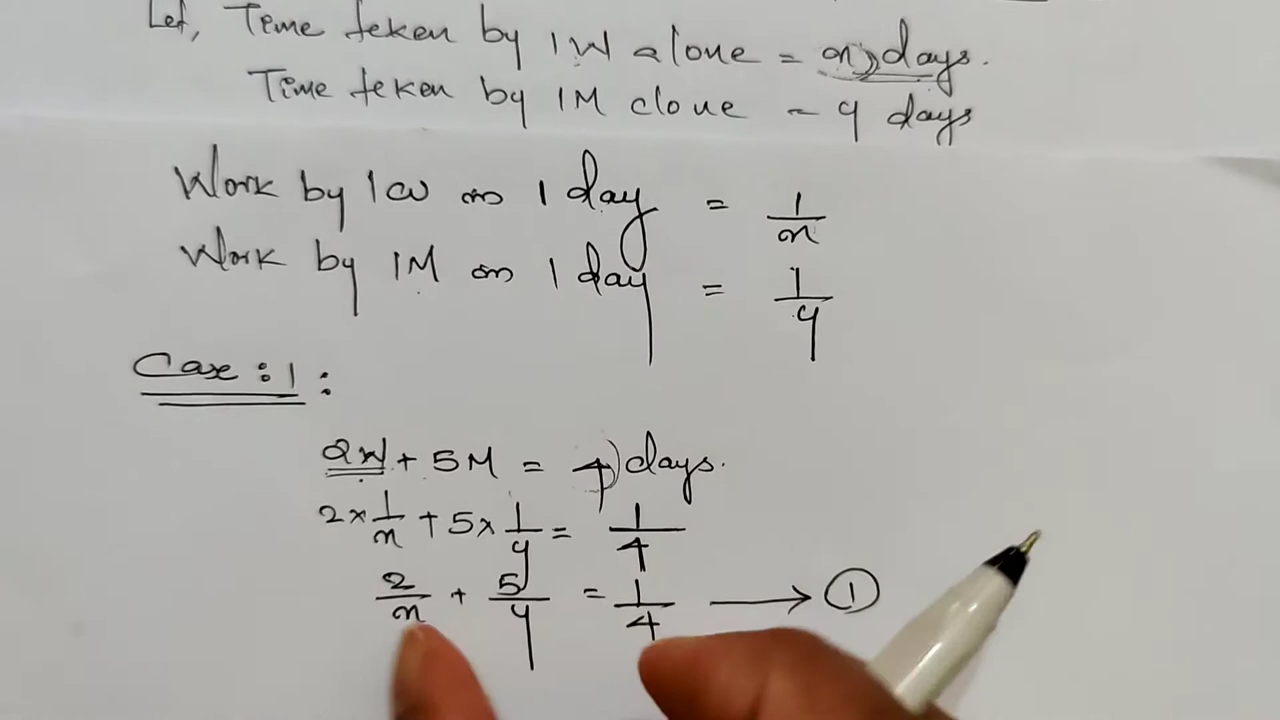 Let, Time teken by 1W alone = x days.
Time teken by 1M alone = y days
Work by 1W in 1 day = 1/x
Work by 1M in 1 day = 1/y
Case : 1 :
2W + 5M = 4 days.
2 × 1/x + 5 × 1/y = 1/4
2/x + 5/y = 1/4 → ①